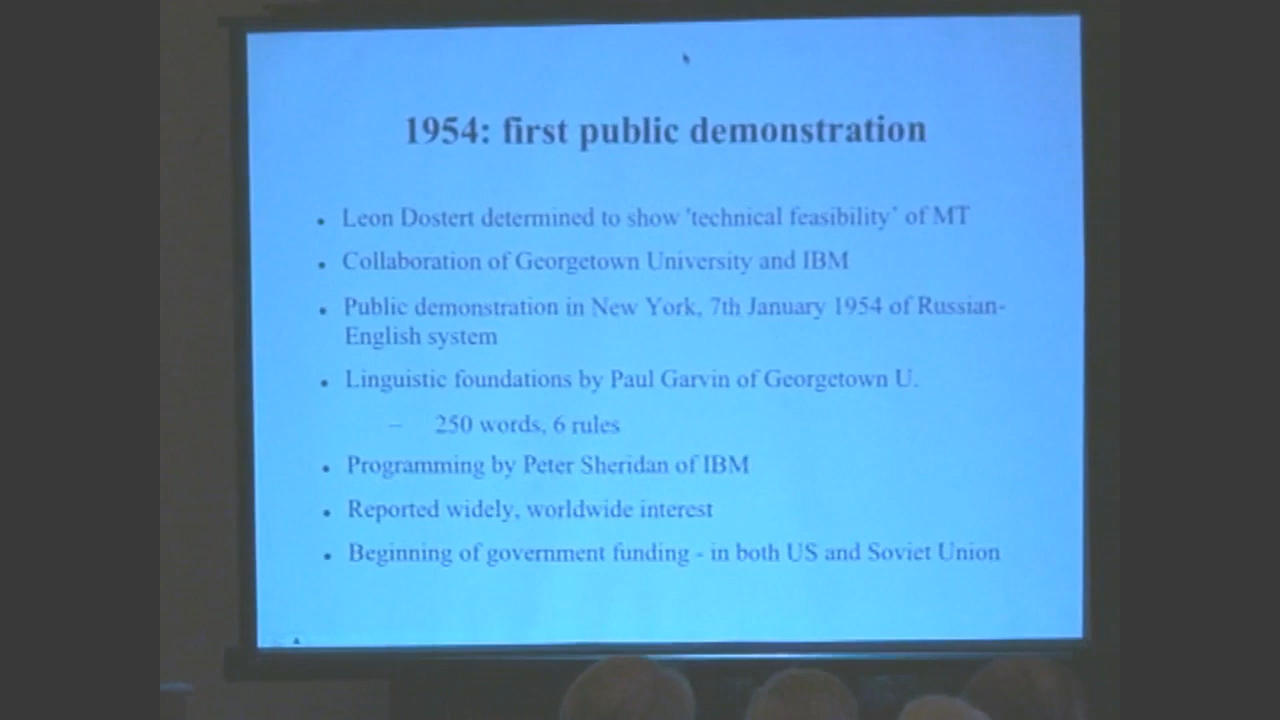 1954: first public demonstration
• Leon Dostert determined to show 'technical feasibility' of MT
• Collaboration of Georgetown University and IBM
• Public demonstration in New York, 7th January 1954 of Russian-
English system
• Linguistic foundations by Paul Garvin of Georgetown U.
– 250 words, 6 rules
• Programming by Peter Sheridan of IBM
• Reported widely, worldwide interest
• Beginning of government funding - in both US and Soviet Union